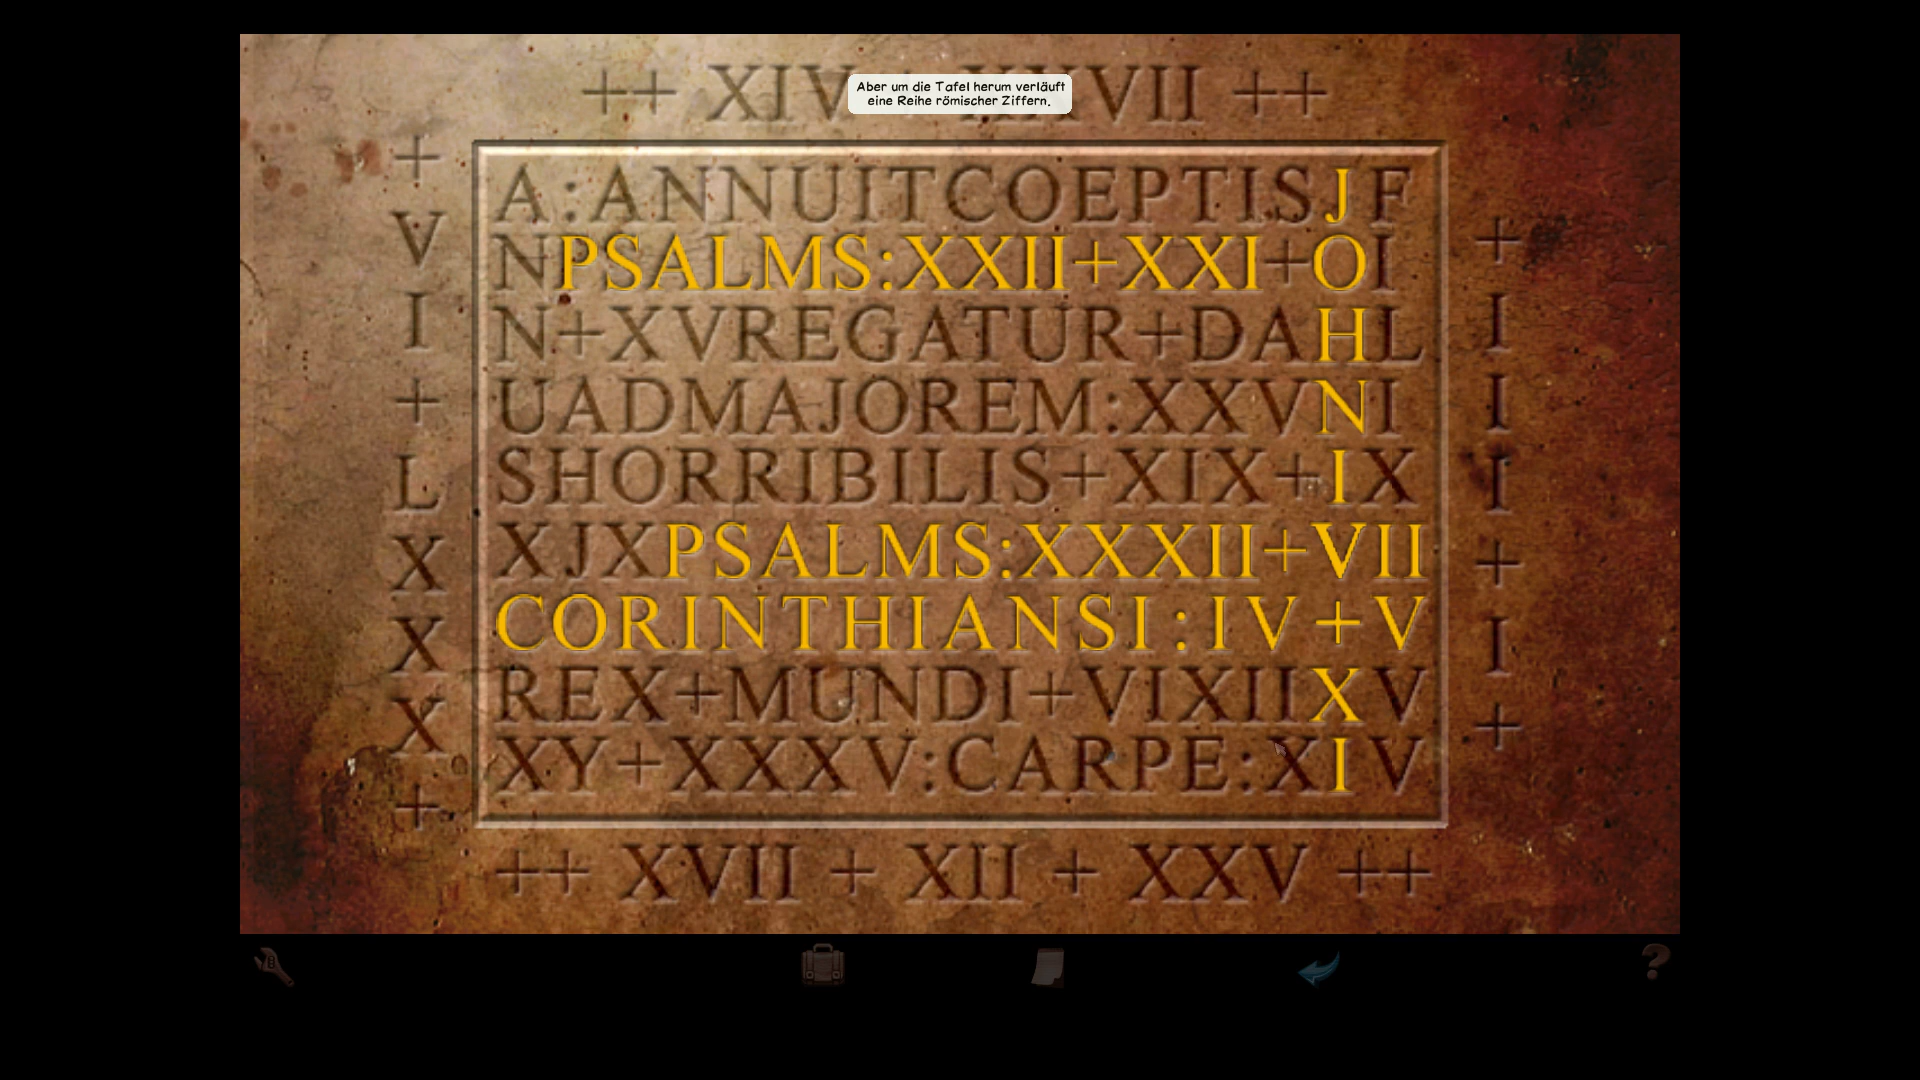 ++ XIV + XXVII ++
Aber um die Tafel herum verläuft
eine Reihe römischer Ziffern.
+ V I + L X X X +
A:ANNUITCOEPTISJF
NPSALMS:XXII+XXI+OI
N+XVREGATUR+DAHL
UADMAJOREM:XXVNI
SHORRIBILIS+XIX+IX
XJXPSALMS:XXXII+VII
CORINTHIANSI:IV+V
REX+MUNDI+VIXIIXV
XY+XXXV:CARPE:XIV
+ I I I + I +
++ XVII + XII + XXV ++
?